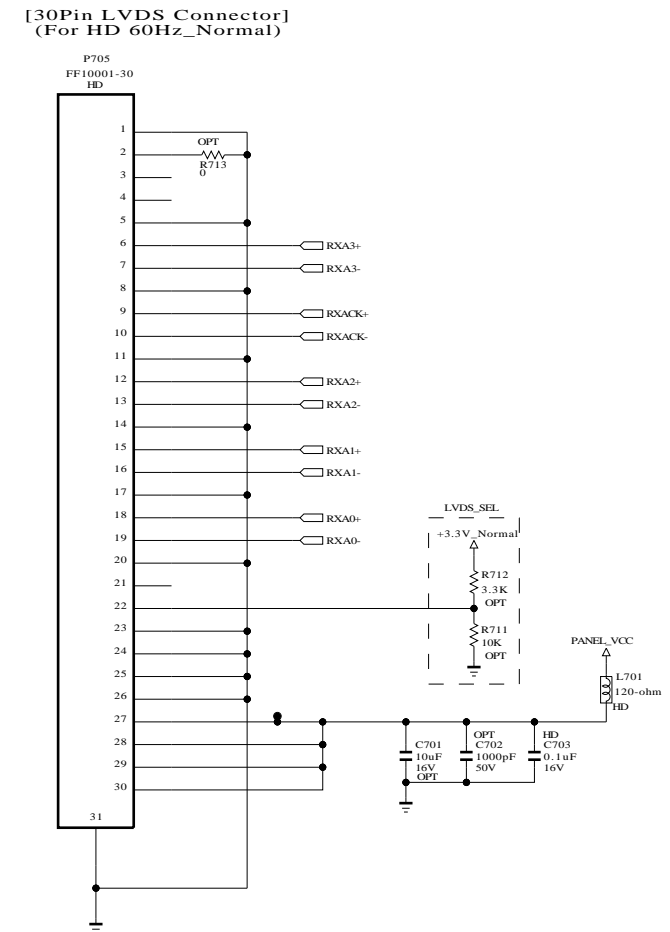 [30Pin LVDS Connector]
(For HD 60Hz_Normal)
P705
FF10001-30
HD
1
OPT
2
R713
0
3
4
5
6
RXA3+
7
RXA3-
8
9
RXACK+
10
RXACK-
11
12
RXA2+
13
RXA2-
14
15
RXA1+
16
RXA1-
17
LVDS_SEL
18
RXA0+
19
RXA0-
+3.3V_Normal
20
21
R712
3.3K
OPT
22
23
R711
10K
OPT
24
PANEL_VCC
25
L701
120-ohm
HD
26
27
28
C701
10uF
16V
OPT
OPT
C702
1000pF
50V
HD
C703
0.1uF
16V
29
30
31